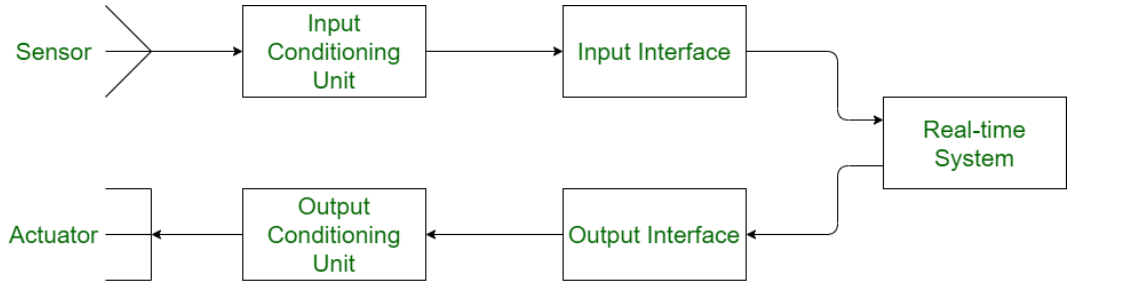 Sensor
Input
Conditioning
Unit
Input Interface
Real-time
System
Actuator
Output
Conditioning
Unit
Output Interface